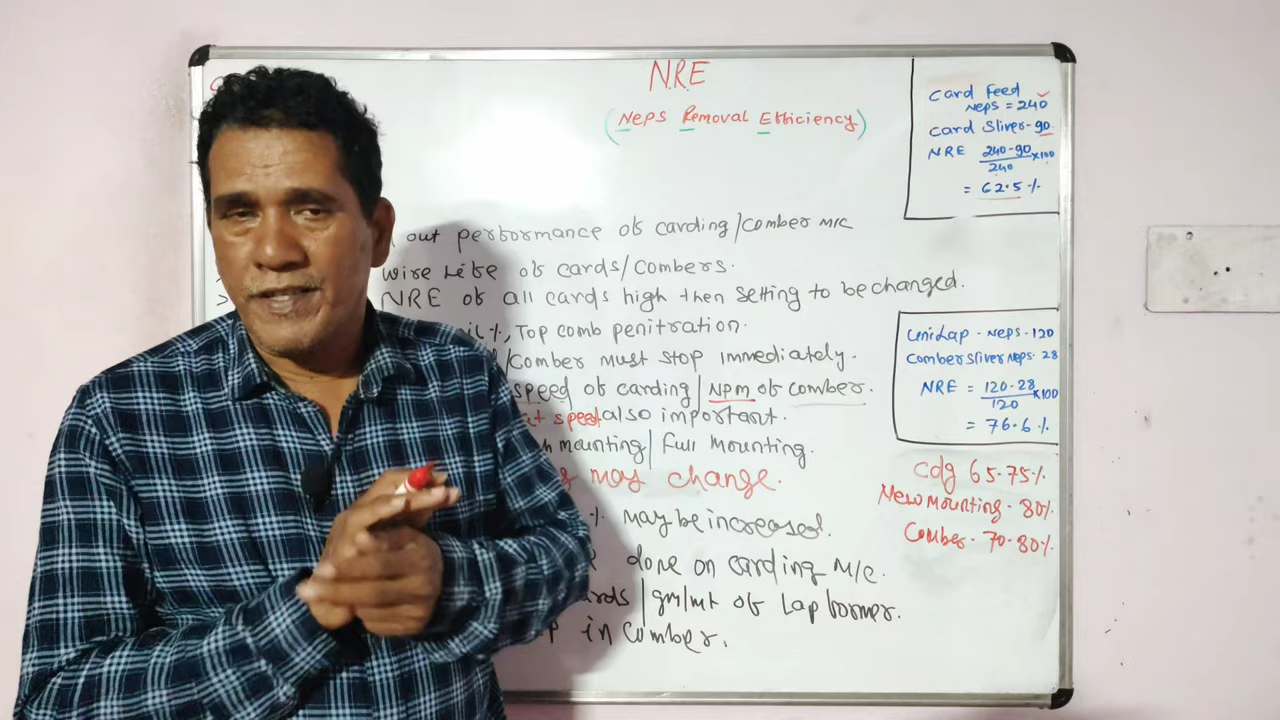 N.R.E
(Neps Removal Efficiency)
out performance of carding/Comber M/C
wire life of cards/combers.
NRE of all cards high then setting to be changed.
Top comb penitration.
/Comber must stop immediately.
speed of carding/NPM of comber.
speed also important.
mounting/Full Mounting.
may change.
% may be increased.
done on carding M/C.
/gm/mt of Lap former.
in Comber.
Card Feed
Neps = 240
Card Sliver-90
NRE 240-90/240 x100
= 62.5%
UniLap-Neps-120
Comber Sliver Neps-28
NRE = 120-28/120 x100
= 76.6%
Cdg 65-75%
New Mounting-80%
Comber-70-80%